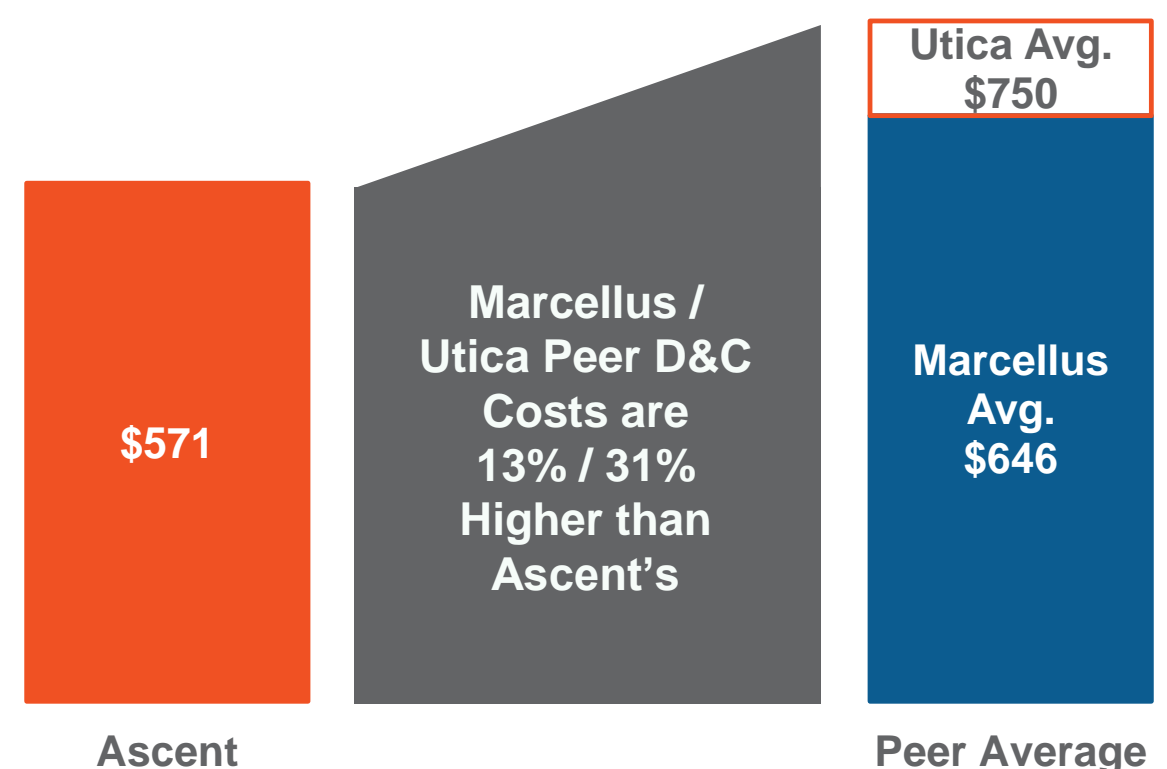 Utica Avg.
$750
$571
Marcellus /
Utica Peer D&C
Costs are
13% / 31%
Higher than
Ascent's
Marcellus
Avg.
$646
Ascent
Peer Average